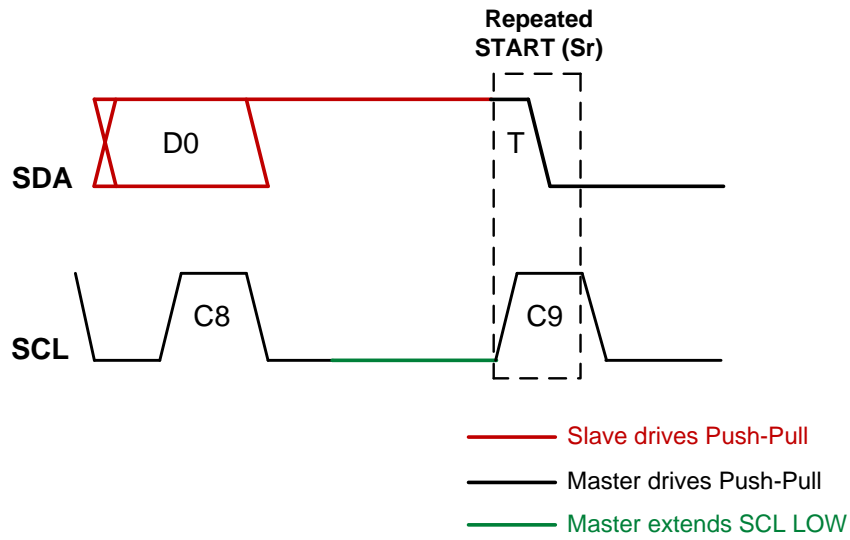 Repeated
START (Sr)
D0
T
SDA
C8
C9
SCL
Slave drives Push-Pull
Master drives Push-Pull
Master extends SCL LOW